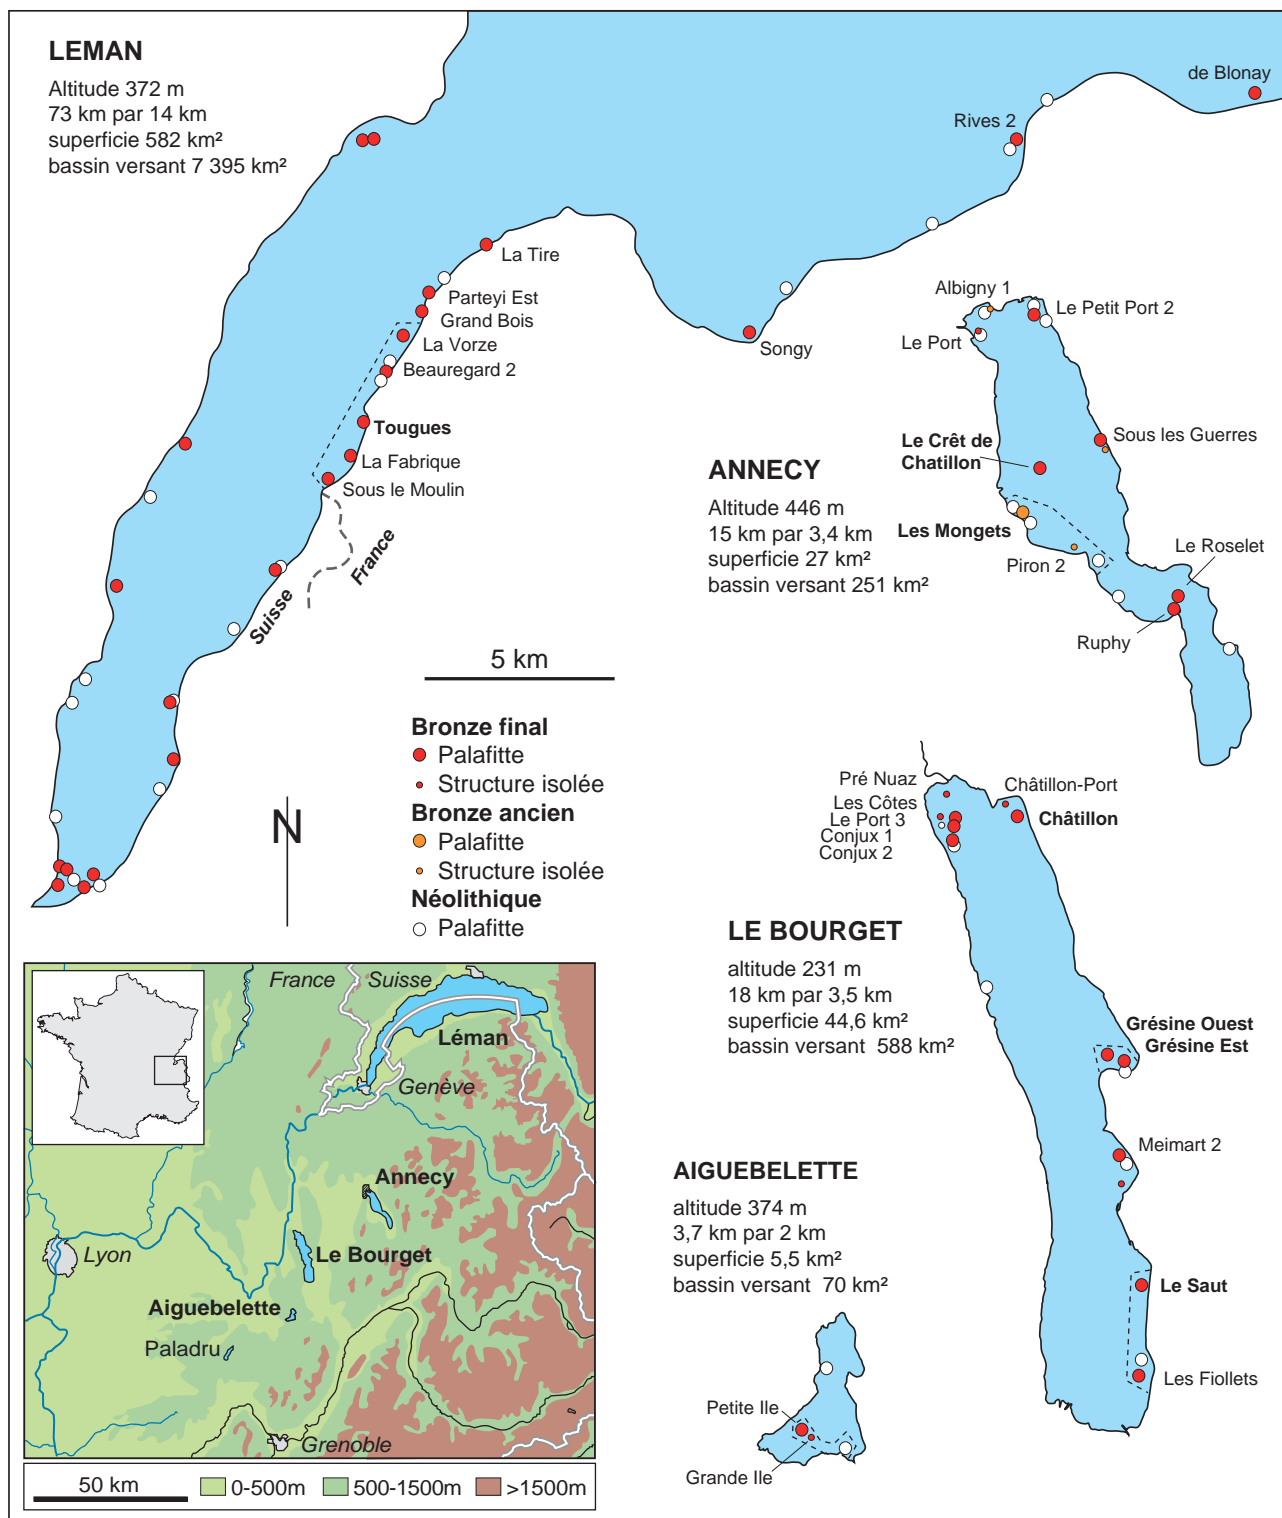 LEMAN
Altitude 372 m
73 km par 14 km
superficie 582 km²
bassin versant 7 395 km²
de Blonay
Rives 2
La Tire
Parteyi Est
Grand Bois
La Vorze
Beauregard 2
Tougues
La Fabrique
Sous le Moulin
Songy
France
Suisse
Albigny 1
Le Petit Port 2
Le Port
Sous les Guerres
Le Crêt de
Chatillon
Les Mongets
Le Roselet
Piron 2
Ruphy
ANNECY
Altitude 446 m
15 km par 3,4 km
superficie 27 km²
bassin versant 251 km²
5 km
Bronze final
Palafitte
Structure isolée
Bronze ancien
Palafitte
Structure isolée
Néolithique
Palafitte
N
Pré Nuaz
Châtillon-Port
Les Côtes
Le Port 3
Châtillon
Conjux 1
Conjux 2
LE BOURGET
altitude 231 m
18 km par 3,5 km
superficie 44,6 km²
bassin versant 588 km²
Grésine Ouest
Grésine Est
Meimart 2
Le Saut
Les Fiollets
AIGUEBELETTE
altitude 374 m
3,7 km par 2 km
superficie 5,5 km²
bassin versant 70 km²
Petite Ile
Grande Ile
France
Suisse
Léman
Genève
Annecy
Le Bourget
Lyon
Aiguebelette
Paladru
Grenoble
50 km
0-500m
500-1500m
>1500m